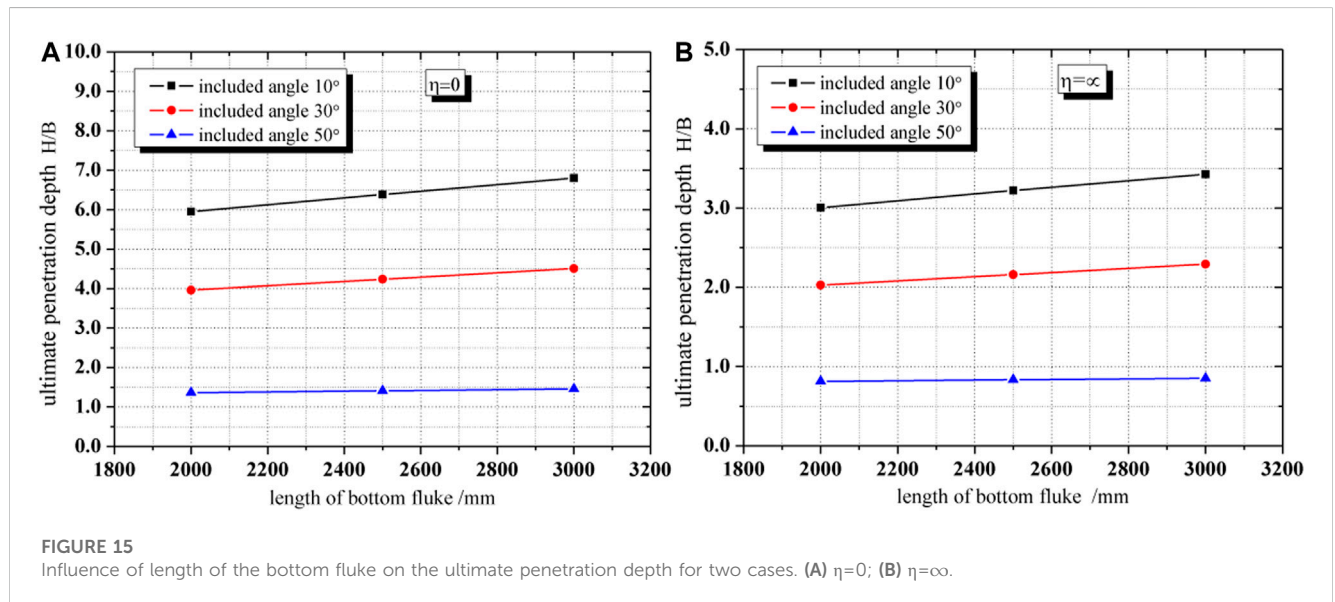 A
10.0
9.0
8.0
7.0
6.0
5.0
4.0
3.0
2.0
1.0
0.0
ultimate penetration depth H/B
included angle 10°
included angle 30°
included angle 50°
η=0
1800 2000 2200 2400 2600 2800 3000 3200
length of bottom fluke /mm
B
5.0
4.0
3.0
2.0
1.0
0.0
ultimate penetration depth H/B
included angle 10°
included angle 30°
included angle 50°
η=∝
1800 2000 2200 2400 2600 2800 3000 3200
length of bottom fluke /mm
FIGURE 15
Influence of length of the bottom fluke on the ultimate penetration depth for two cases. (A) η=0; (B) η=∞.